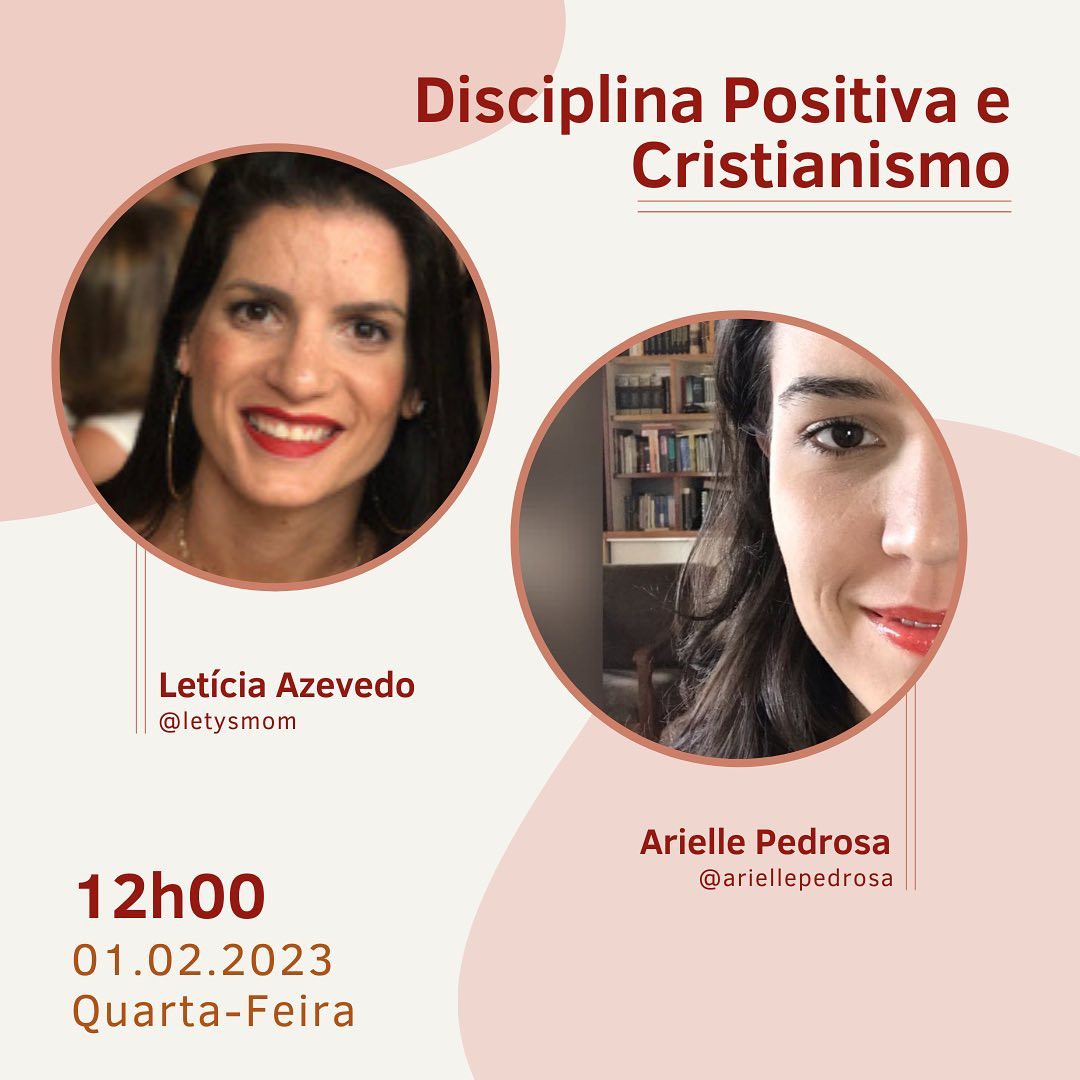 Disciplina Positiva e
Cristianismo
Letícia Azevedo
@letysmom
Arielle Pedrosa
@ariellepedrosa
12h00
01.02.2023
Quarta-Feira